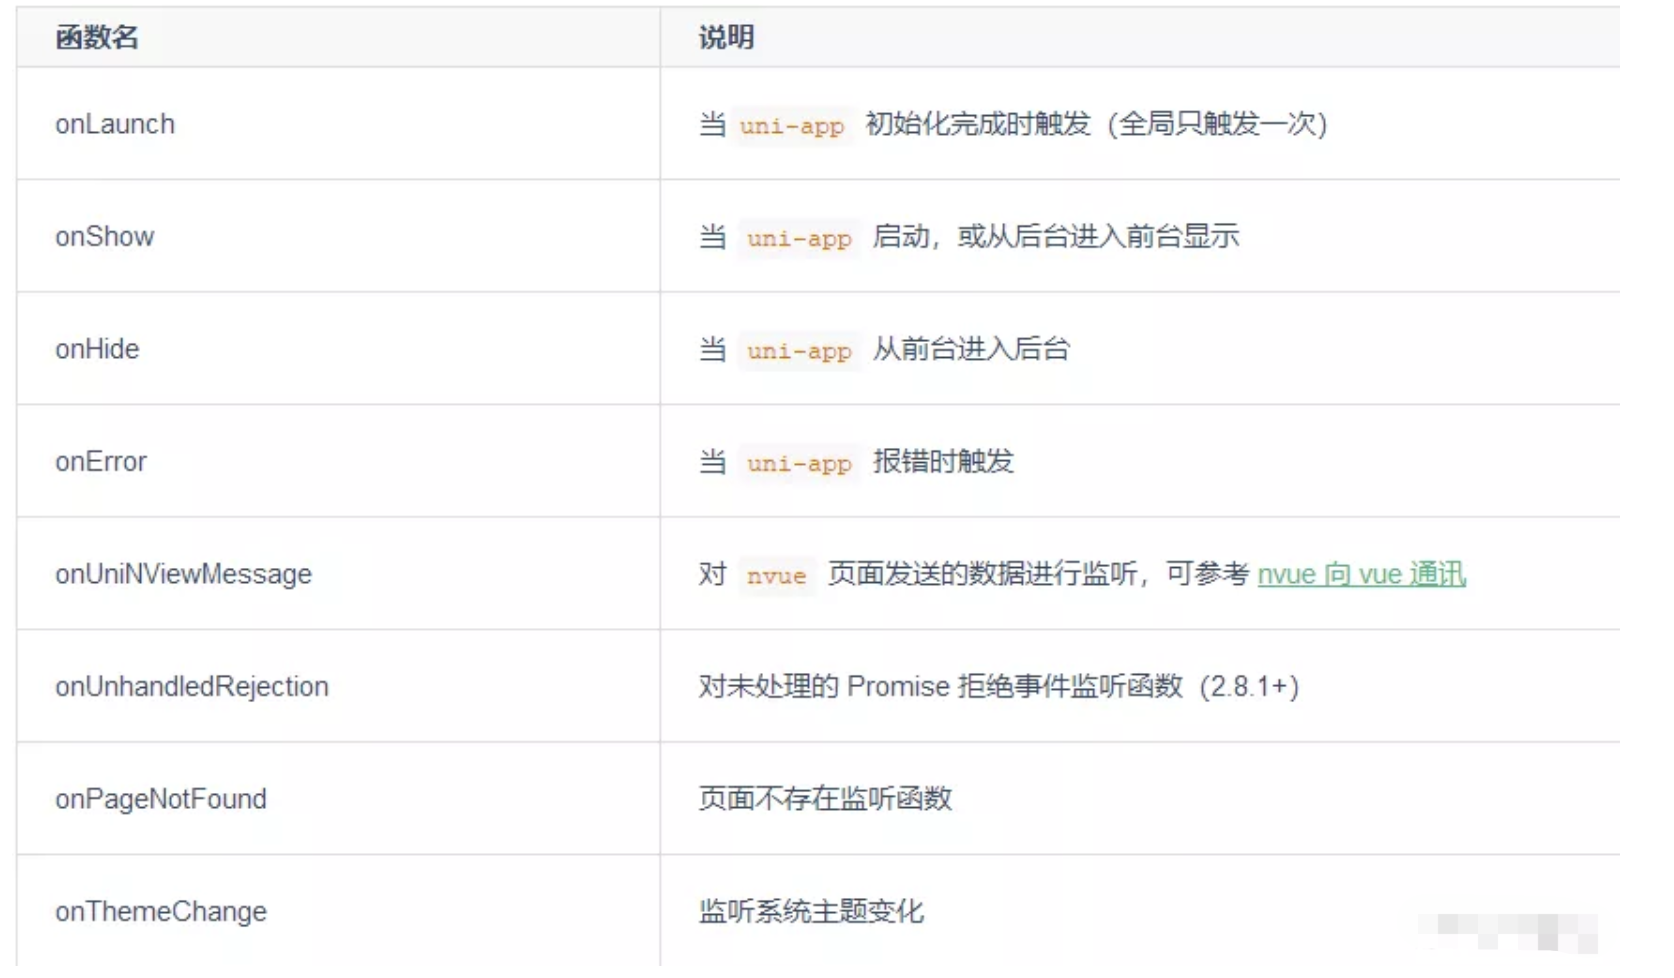 函数名 说明
onLaunch 当 uni-app 初始化完成时触发（全局只触发一次）
onShow 当 uni-app 启动，或从后台进入前台显示
onHide 当 uni-app 从前台进入后台
onError 当 uni-app 报错时触发
onUniNViewMessage 对 nvue 页面发送的数据进行监听，可参考 nvue 向 vue 通讯
onUnhandledRejection 对未处理的 Promise 拒绝事件监听函数（2.8.1+）
onPageNotFound 页面不存在监听函数
onThemeChange 监听系统主题变化